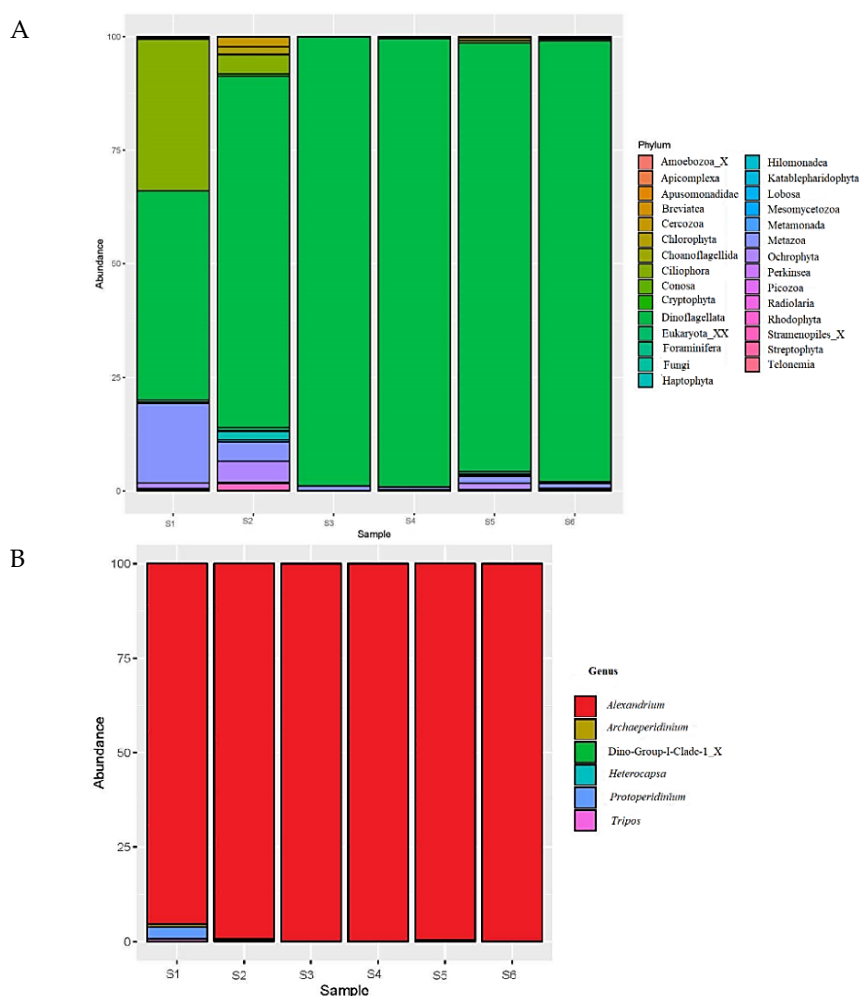 A
100
75
50
25
0
Abundance
S1 S2 S3 S4 S5 S6
Sample
Phylum
Amoebozoa_X
Apicomplexa
Apusomonadidae
Breviatea
Cercozoa
Chlorophyta
Choanoflagellida
Ciliophora
Conosa
Cryptophyta
Dinoflagellata
Eukaryota_XX
Foraminifera
Fungi
Haptophyta
Hilomonadea
Katablepharidophyta
Lobosa
Mesomycetozoa
Metamonada
Metazoa
Ochrophyta
Perkinsea
Picozoa
Radiolaria
Rhodophyta
Stramenopiles_X
Streptophyta
Telonemia
B
100
75
50
25
0
Abundance
S1 S2 S3 S4 S5 S6
Sample
Genus
Alexandrium
Archaeperidinium
Dino-Group-I-Clade-1_X
Heterocapsa
Protoperidinium
Tripos